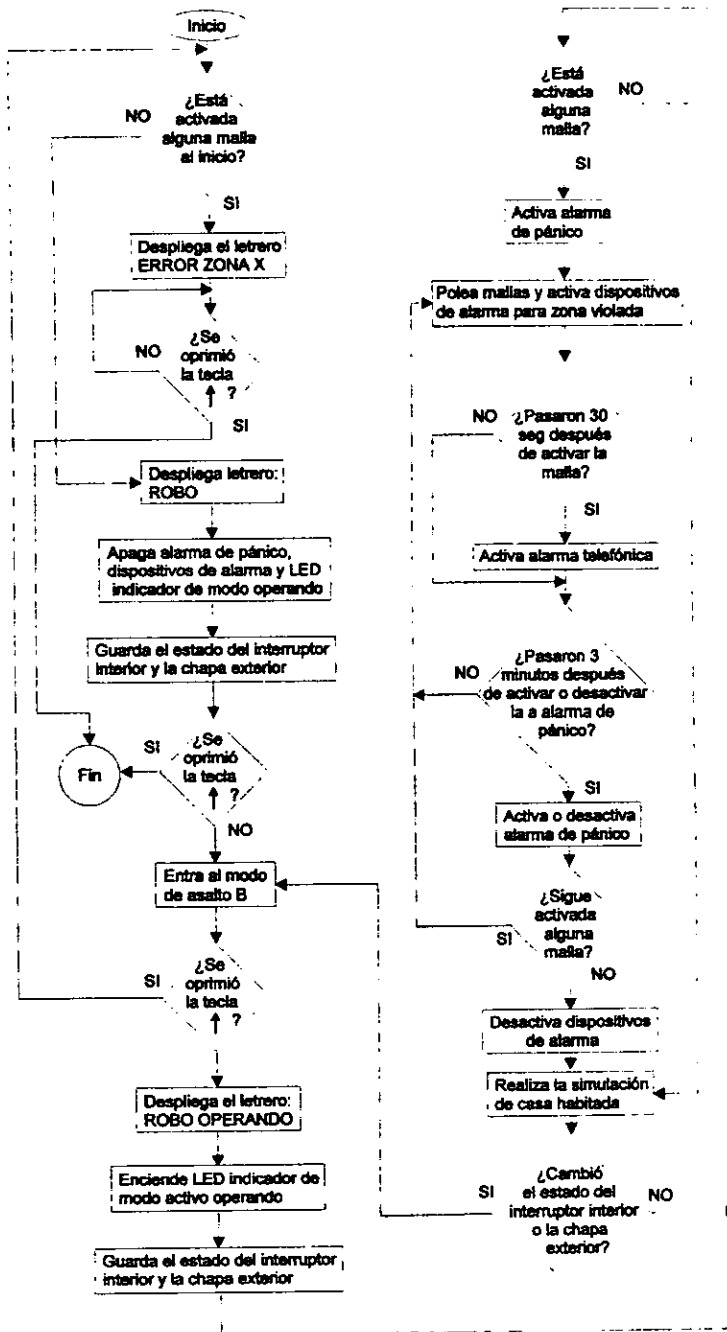 Inicio
¿Está
activada
alguna malla
al inicio?
NO
SI
Despliega el letrero
ERROR ZONA X
¿Se
oprimió
la tecla
?
NO
SI
Despliega letrero:
ROBO
Apaga alarma de pánico,
dispositivos de alarma y LED
indicador de modo operando
Guarda el estado del interruptor
interior y la chapa exterior
¿Se
oprimió
la tecla
?
SI
Fin
NO
Entra al modo
de asalto B
¿Se
oprimió
la tecla
?
SI
Despliega el letrero:
ROBO OPERANDO
Enciende LED indicador de
modo activo operando
Guarda el estado del interruptor
interior y la chapa exterior
¿Está
activada
alguna
malla?
NO
SI
Activa alarma
de pánico
Polea mallas y activa dispositivos
de alarma para zona violada
¿Pasaron 30
seg después
de activar la
malla?
NO
SI
Activa alarma telefónica
¿Pasaron 3
minutos después
de activar o desactivar
la a alarma de
pánico?
NO
SI
Activa o desactiva
alarma de pánico
¿Sigue
activada
alguna
malla?
SI
NO
Desactiva dispositivos
de alarma
Realiza la simulación
de casa habitada
¿Cambió
el estado del
interruptor interior
o la chapa
exterior?
SI
NO